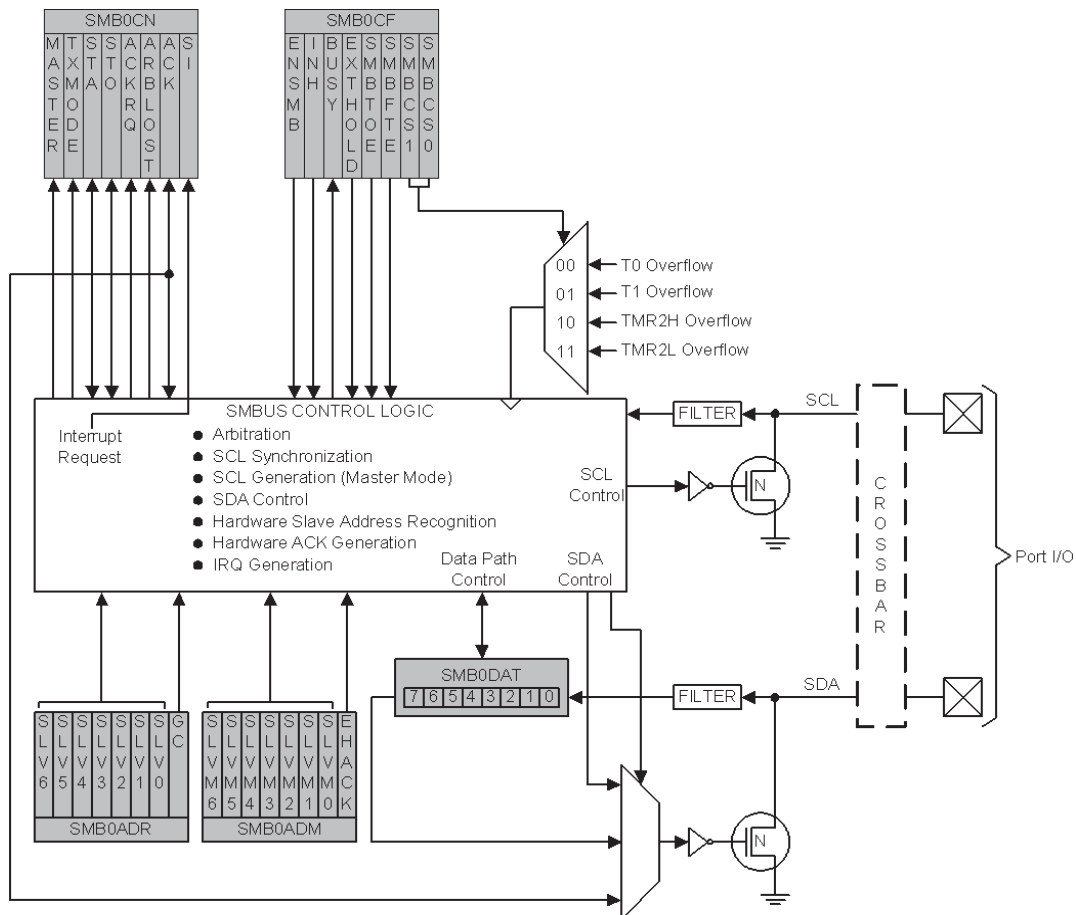 SMB0CN
MASTER
TXMODE
STA
STO
ACKRQ
ARBLOST
ACK
SI
SMB0CF
ENSMB
INH
BUSY
EXTHOLD
SMBTOE
SMBFTE
SMBCS1
SMBCS0
00
01
10
11
T0 Overflow
T1 Overflow
TMR2H Overflow
TMR2L Overflow
SMBUS CONTROL LOGIC
Interrupt
Request
Arbitration
SCL Synchronization
SCL Generation (Master Mode)
SDA Control
Hardware Slave Address Recognition
Hardware ACK Generation
IRQ Generation
Data Path
Control
SDA
Control
SCL
Control
FILTER
SCL
N
CROSSBAR
Port I/O
SMB0DAT
7 6 5 4 3 2 1 0
FILTER
SDA
N
SLV6
SLV5
SLV4
SLV3
SLV2
SLV1
SLV0
GC
SMB0ADR
SLVM6
SLVM5
SLVM4
SLVM3
SLVM2
SLVM1
SLVM0
EHACK
SMB0ADM